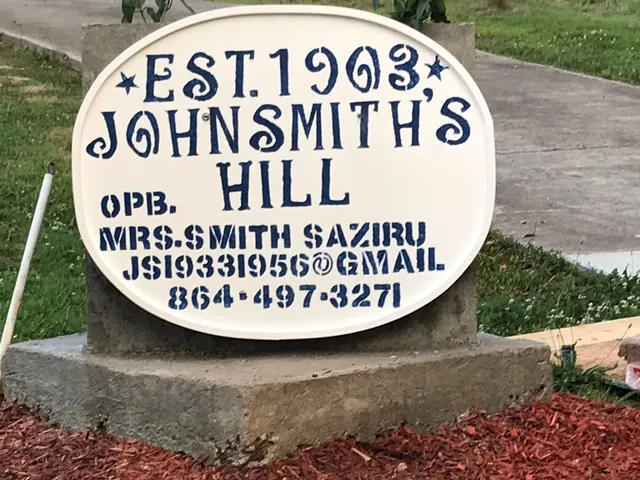 EST. 1903,
JOHNSMITH'S
HILL
OPB.
MRS. SMITH SAZIRU
JS19331956@GMAIL
864-497-3271